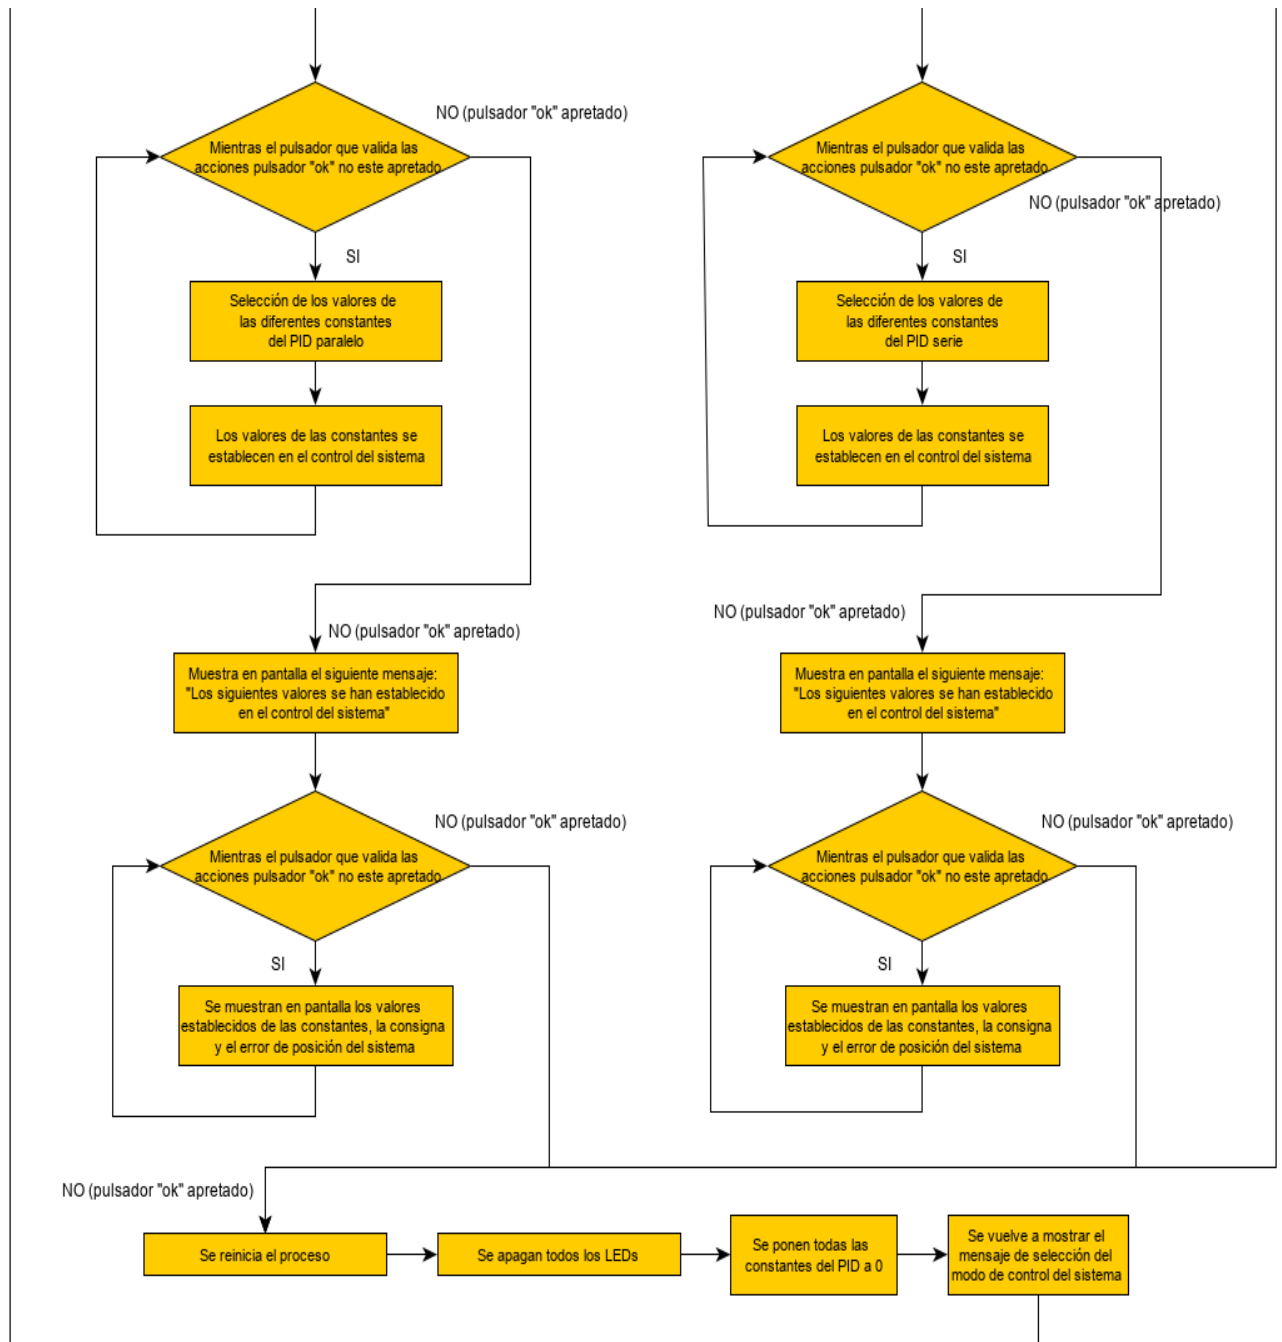 NO (pulsador "ok" apretado)
Mientras el pulsador que valida las
acciones pulsador "ok" no este apretado
SI
Selección de los valores de
las diferentes constantes
del PID paralelo
Los valores de las constantes se
establecen en el control del sistema
NO (pulsador "ok" apretado)
Muestra en pantalla el siguiente mensaje:
"Los siguientes valores se han establecido
en el control del sistema"
NO (pulsador "ok" apretado)
Mientras el pulsador que valida las
acciones pulsador "ok" no este apretado
SI
Se muestran en pantalla los valores
establecidos de las constantes, la consigna
y el error de posición del sistema
Mientras el pulsador que valida las
acciones pulsador "ok" no este apretado
NO (pulsador "ok" apretado)
SI
Selección de los valores de
las diferentes constantes
del PID serie
Los valores de las constantes se
establecen en el control del sistema
NO (pulsador "ok" apretado)
Muestra en pantalla el siguiente mensaje:
"Los siguientes valores se han establecido
en el control del sistema"
NO (pulsador "ok" apretado)
Mientras el pulsador que valida las
acciones pulsador "ok" no este apretado
SI
Se muestran en pantalla los valores
establecidos de las constantes, la consigna
y el error de posición del sistema
NO (pulsador "ok" apretado)
Se reinicia el proceso
Se apagan todos los LEDs
Se ponen todas las
constantes del PID a 0
Se vuelve a mostrar el
mensaje de selección del
modo de control del sistema